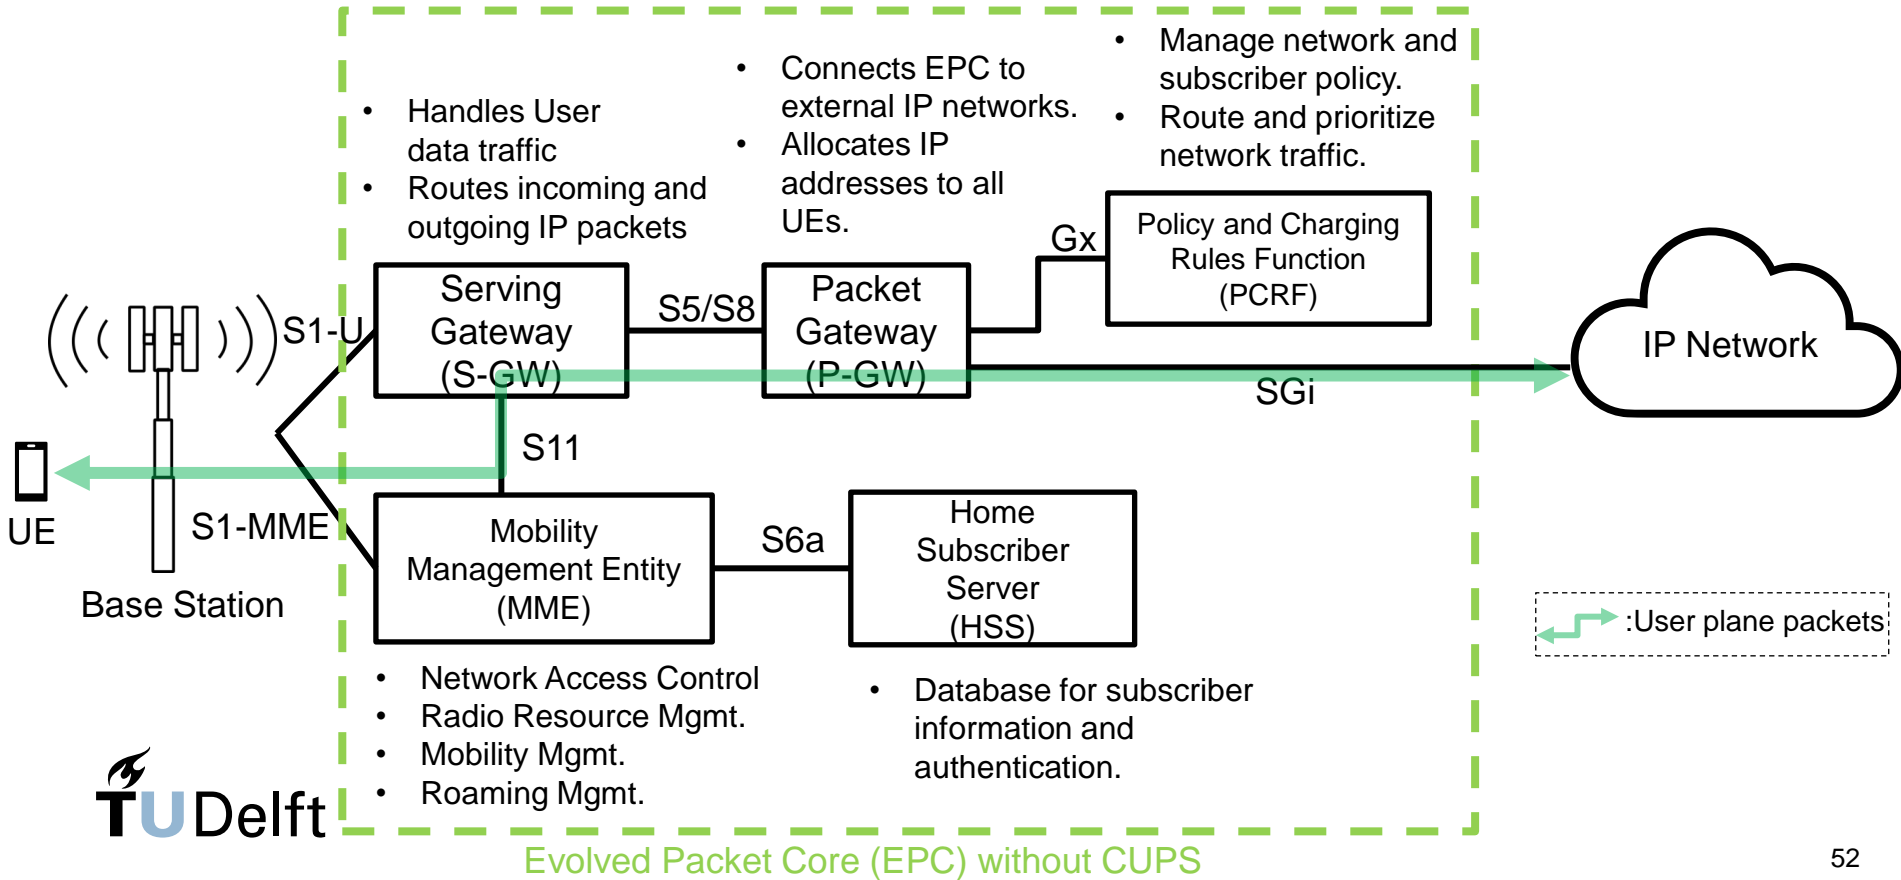 • Handles User
data traffic
• Routes incoming and
outgoing IP packets
• Connects EPC to
external IP networks.
• Allocates IP
addresses to all
UEs.
• Manage network and
subscriber policy.
• Route and prioritize
network traffic.
Serving
Gateway
(S-GW)
S5/S8
Packet
Gateway
(P-GW)
Gx
Policy and Charging
Rules Function
(PCRF)
IP Network
SGi
S1-U
S11
S1-MME
UE
Base Station
Mobility
Management Entity
(MME)
S6a
Home
Subscriber
Server
(HSS)
:User plane packets
• Network Access Control
• Radio Resource Mgmt.
• Mobility Mgmt.
• Roaming Mgmt.
• Database for subscriber
information and
authentication.
TUDelft
Evolved Packet Core (EPC) without CUPS
52